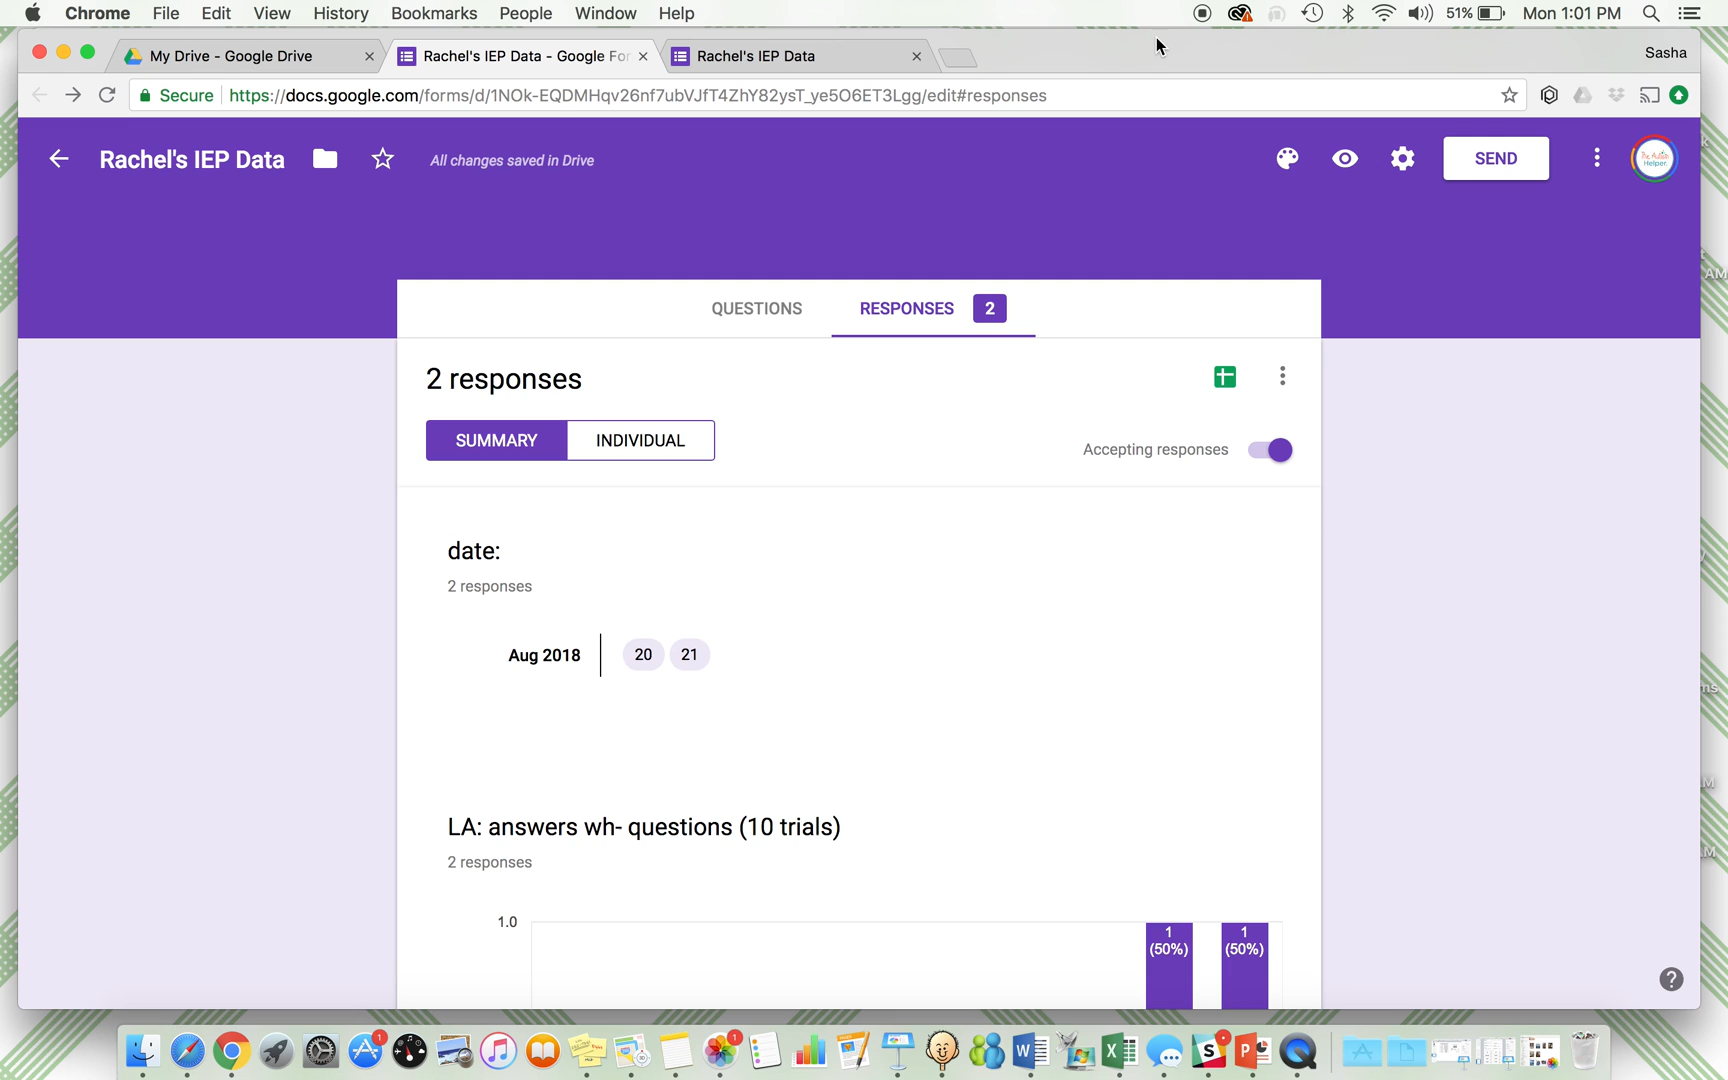 Chrome File Edit View History Bookmarks People Window Help 51% Mon 1:01 PM
My Drive - Google Drive Rachel's IEP Data - Google For Rachel's IEP Data Sasha
Secure https://docs.google.com/forms/d/1NOk-EQDMHqv26nf7ubVJfT4ZhY82ysT_ye5O6ET3Lgg/edit#responses
Rachel's IEP Data All changes saved in Drive SEND
The Autism Helper
QUESTIONS RESPONSES 2
2 responses
SUMMARY INDIVIDUAL
Accepting responses
date:
2 responses
Aug 2018 20 21
LA: answers wh- questions (10 trials)
2 responses
1.0
1 1
(50%) (50%)
AM